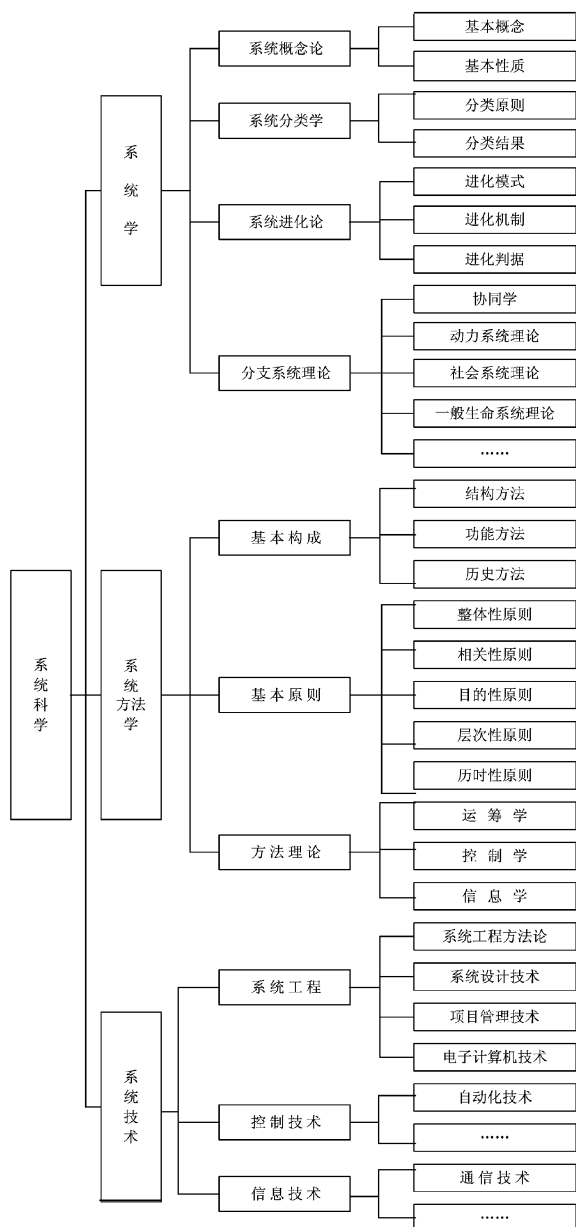 系统科学
系统学
系统概念论
基本概念
基本性质
系统分类学
分类原则
分类结果
系统进化论
进化模式
进化机制
进化判据
分支系统理论
协同学
动力系统理论
社会系统理论
一般生命系统理论
……
系统方法学
基本构成
结构方法
功能方法
历史方法
基本原则
整体性原则
相关性原则
目的性原则
层次性原则
历时性原则
方法理论
运筹学
控制学
信息学
系统技术
系统工程
系统工程方法论
系统设计技术
项目管理技术
电子计算机技术
控制技术
自动化技术
……
信息技术
通信技术
……